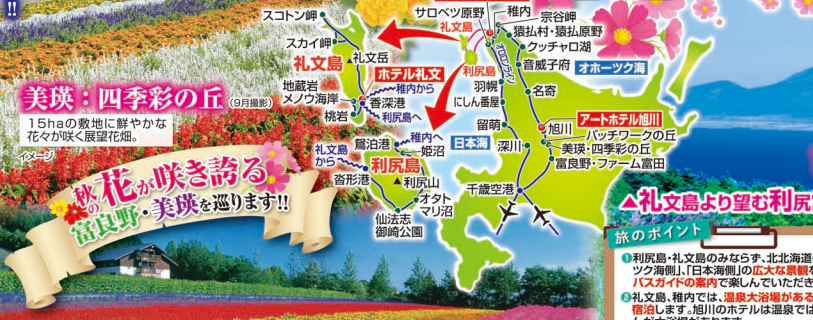 !!
スコトン岬
スカイ岬
礼文島
礼文岳
地蔵岩
メノウ海岸
桃岩
ホテル礼文
稚内から
香深港
利尻島へ
サロベツ原野
礼文島
利尻島
稚内
宗谷岬
猿払村・猿払原野
クッチャロ湖
音威子府
オホーツク海
オロロンライン
羽幌
にしん番屋
名寄
留萌
アートホテル旭川
旭川
パッチワークの丘
美瑛・四季彩の丘
富良野・ファーム富田
日本海
深川
千歳空港
礼文島から
鴛泊港
稚内へ
姫沼
利尻島
沓形港
利尻山
オタトマリ沼
仙法志
御崎公園
美瑛:四季彩の丘(9月撮影)
15haの敷地に鮮やかな
花々が咲く展望花畑。
イメージ
秋の花が咲き誇る
富良野・美瑛を巡ります!!
▲礼文島より望む利尻
旅のポイント
❶利尻島・礼文島のみならず、北北海道の
ツク海側」、「日本海側」の広大な景観を
バスガイドの案内で楽しんでいただき
❷礼文島、稚内では、温泉大浴場がある
宿泊します。旭川のホテルは温泉では